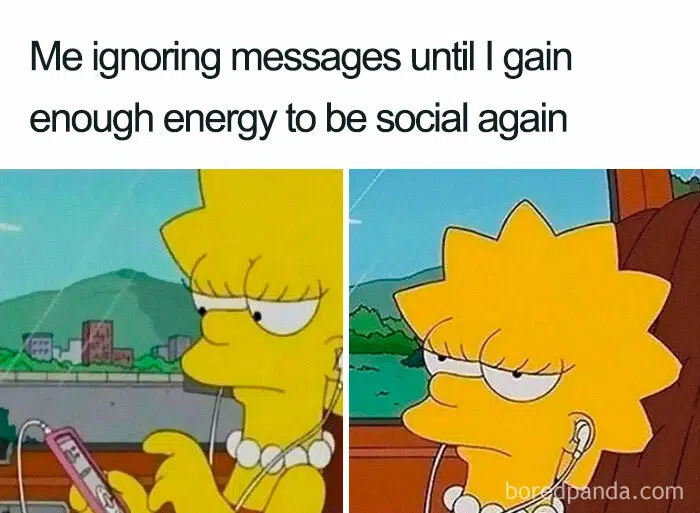 Me ignoring messages until I gain
enough energy to be social again
boredpanda.com